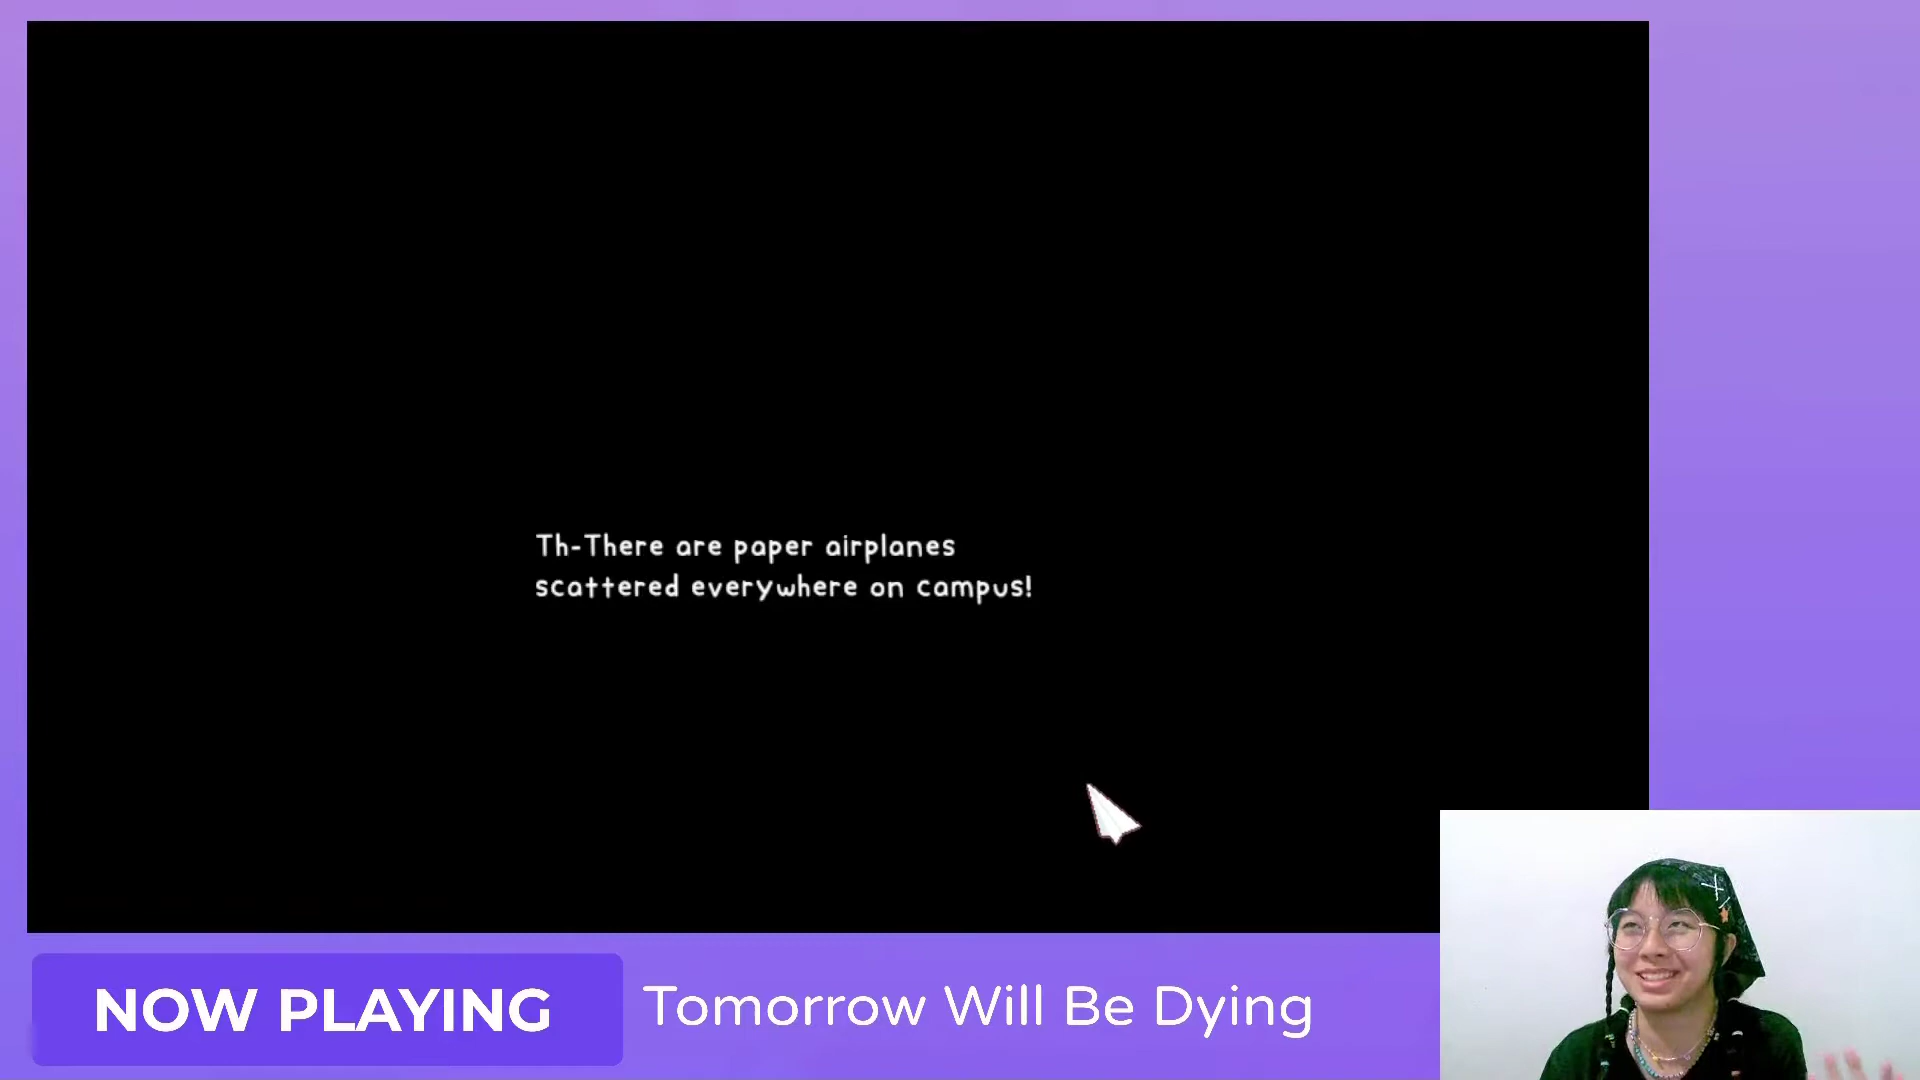 Th-There are paper airplanes
scattered everywhere on campus!
NOW PLAYING
Tomorrow Will Be Dying